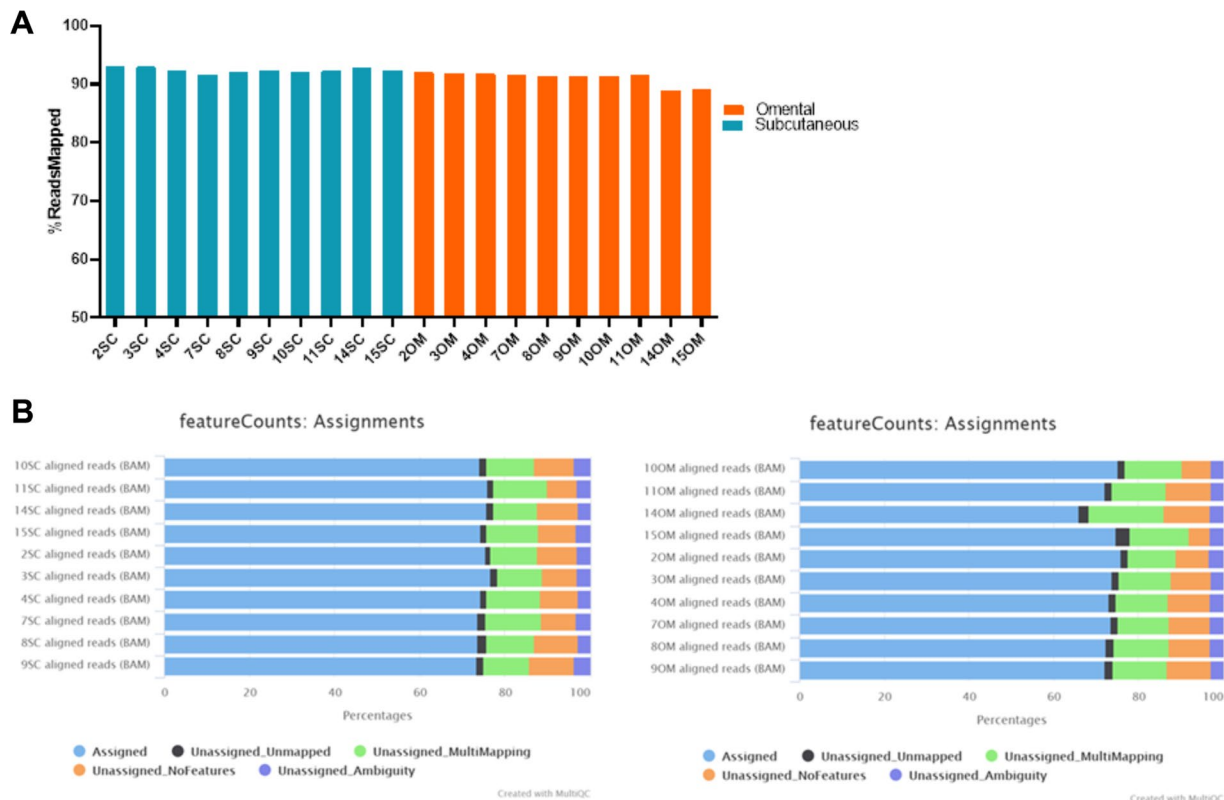 A
100
90
80
70
60
50
%ReadsMapped
2SC 3SC 4SC 7SC 8SC 9SC 10SC 11SC 14SC 15SC 2OM 3OM 4OM 7OM 8OM 9OM 10OM 11OM 14OM 15OM
Omental
Subcutaneous
B
featureCounts: Assignments
10SC aligned reads (BAM)
11SC aligned reads (BAM)
14SC aligned reads (BAM)
15SC aligned reads (BAM)
2SC aligned reads (BAM)
3SC aligned reads (BAM)
4SC aligned reads (BAM)
7SC aligned reads (BAM)
8SC aligned reads (BAM)
9SC aligned reads (BAM)
0 20 40 60 80 100
Percentages
Assigned Unassigned_Unmapped Unassigned_MultiMapping
Unassigned_NoFeatures Unassigned_Ambiguity
Created with MultiQC
featureCounts: Assignments
10OM aligned reads (BAM)
11OM aligned reads (BAM)
14OM aligned reads (BAM)
15OM aligned reads (BAM)
2OM aligned reads (BAM)
3OM aligned reads (BAM)
4OM aligned reads (BAM)
7OM aligned reads (BAM)
8OM aligned reads (BAM)
9OM aligned reads (BAM)
0 20 40 60 80 100
Percentages
Assigned Unassigned_Unmapped Unassigned_MultiMapping
Unassigned_NoFeatures Unassigned_Ambiguity
Created with MultiQC